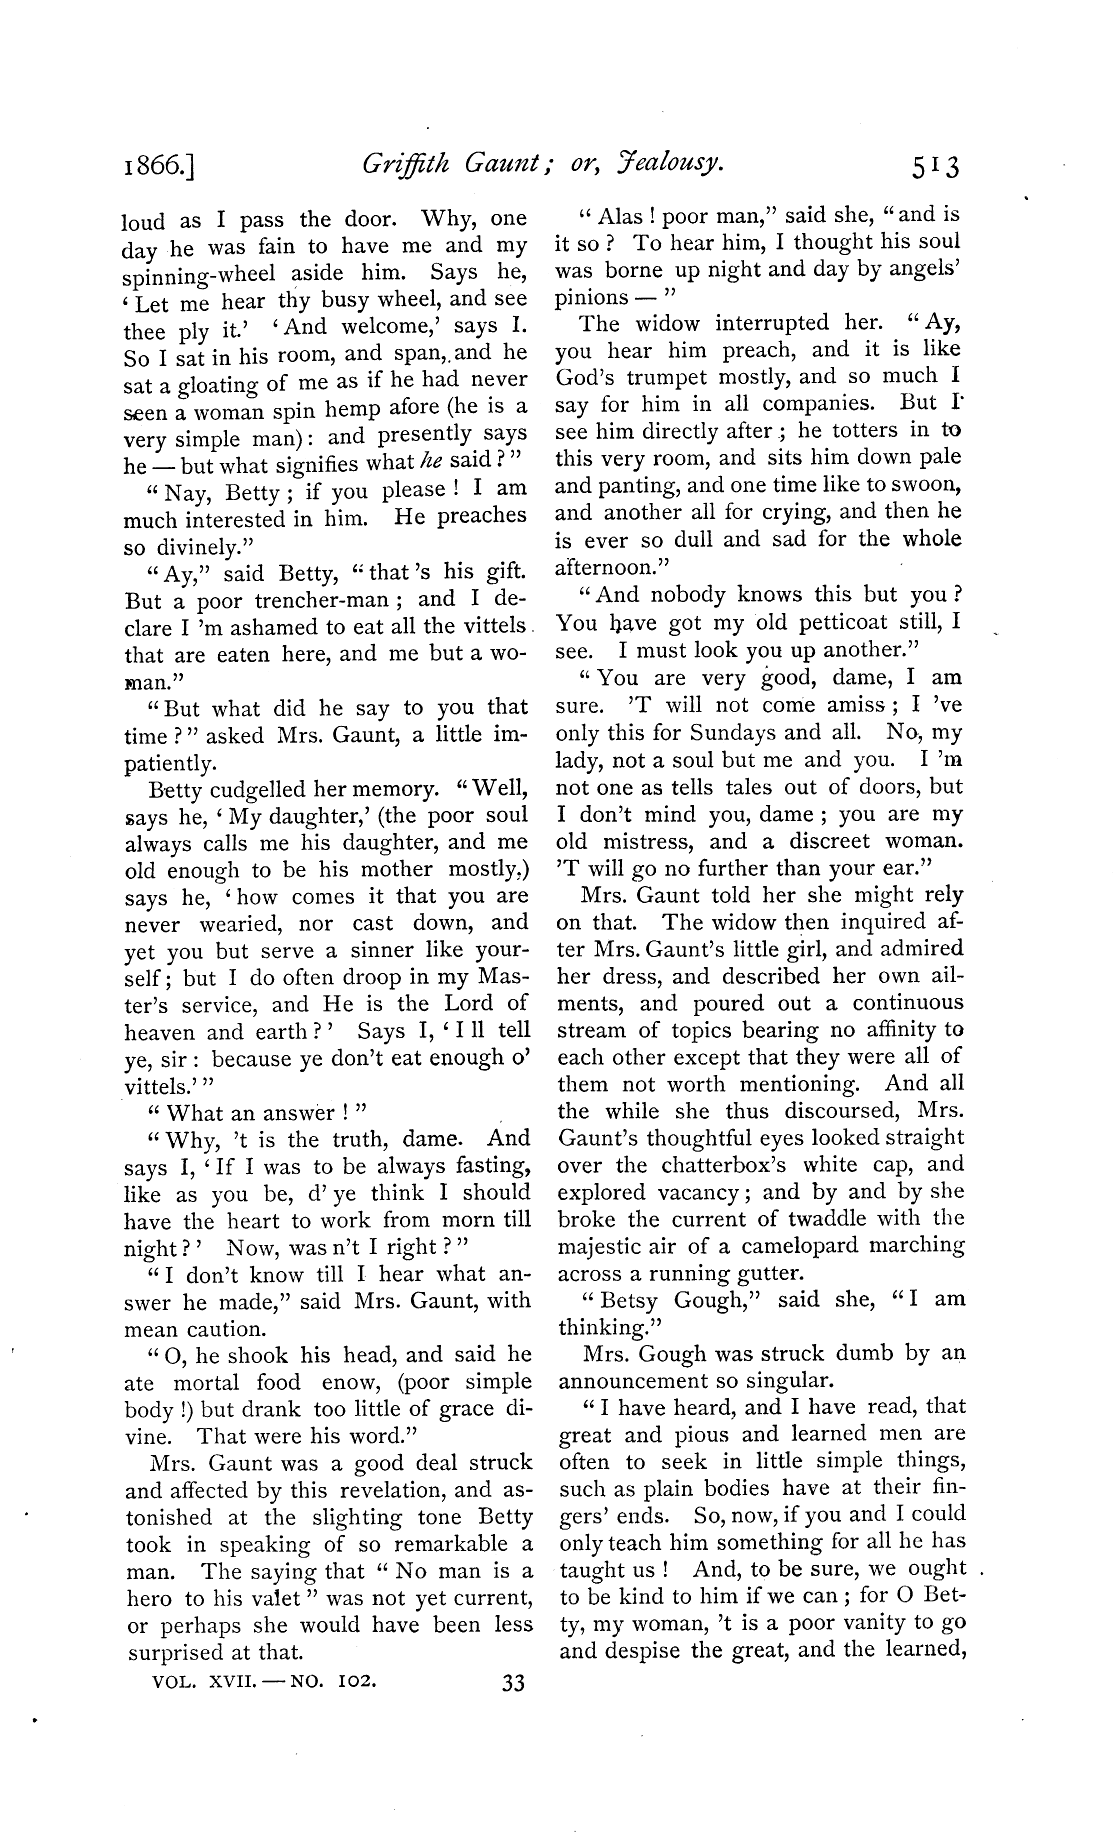 1866.] Griffith Gaunt; or, Jealousy. 513
loud as I pass the door. Why, one
day he was fain to have me and my
spinning-wheel aside him. Says he,
‘Let me hear thy busy wheel, and see
thee ply it.’ ‘And welcome,’ says I.
So I sat in his room, and span, and he
sat a gloating of me as if he had never
seen a woman spin hemp afore (he is a
very simple man): and presently says
he — but what signifies what he said?”
“Nay, Betty; if you please! I am
much interested in him. He preaches
so divinely.”
“Ay,” said Betty, “that 's his gift.
But a poor trencher-man; and I de-
clare I 'm ashamed to eat all the vittels
that are eaten here, and me but a wo-
man.”
“But what did he say to you that
time?” asked Mrs. Gaunt, a little im-
patiently.
Betty cudgelled her memory. “Well,
says he, ‘My daughter,’ (the poor soul
always calls me his daughter, and me
old enough to be his mother mostly,)
says he, ‘how comes it that you are
never wearied, nor cast down, and
yet you but serve a sinner like your-
self; but I do often droop in my Mas-
ter's service, and He is the Lord of
heaven and earth?’ Says I, ‘I ll tell
ye, sir: because ye don't eat enough o'
vittels.’”
“What an answer!”
“Why, 't is the truth, dame. And
says I, ‘If I was to be always fasting,
like as you be, d' ye think I should
have the heart to work from morn till
night?’ Now, was n't I right?”
“I don't know till I hear what an-
swer he made,” said Mrs. Gaunt, with
mean caution.
“O, he shook his head, and said he
ate mortal food enow, (poor simple
body!) but drank too little of grace di-
vine. That were his word.”
Mrs. Gaunt was a good deal struck
and affected by this revelation, and as-
tonished at the slighting tone Betty
took in speaking of so remarkable a
man. The saying that “No man is a
hero to his valet” was not yet current,
or perhaps she would have been less
surprised at that.
VOL. XVII. — NO. 102. 33
“Alas! poor man,” said she, “and is
it so? To hear him, I thought his soul
was borne up night and day by angels'
pinions — ”
The widow interrupted her. “Ay,
you hear him preach, and it is like
God's trumpet mostly, and so much I
say for him in all companies. But I
see him directly after; he totters in to
this very room, and sits him down pale
and panting, and one time like to swoon,
and another all for crying, and then he
is ever so dull and sad for the whole
afternoon.”
“And nobody knows this but you?
You have got my old petticoat still, I
see. I must look you up another.”
“You are very good, dame, I am
sure. 'T will not come amiss; I 've
only this for Sundays and all. No, my
lady, not a soul but me and you. I 'm
not one as tells tales out of doors, but
I don't mind you, dame; you are my
old mistress, and a discreet woman.
'T will go no further than your ear.”
Mrs. Gaunt told her she might rely
on that. The widow then inquired af-
ter Mrs. Gaunt's little girl, and admired
her dress, and described her own ail-
ments, and poured out a continuous
stream of topics bearing no affinity to
each other except that they were all of
them not worth mentioning. And all
the while she thus discoursed, Mrs.
Gaunt's thoughtful eyes looked straight
over the chatterbox's white cap, and
explored vacancy; and by and by she
broke the current of twaddle with the
majestic air of a camelopard marching
across a running gutter.
“Betsy Gough,” said she, “I am
thinking.”
Mrs. Gough was struck dumb by an
announcement so singular.
“I have heard, and I have read, that
great and pious and learned men are
often to seek in little simple things,
such as plain bodies have at their fin-
gers' ends. So, now, if you and I could
only teach him something for all he has
taught us! And, to be sure, we ought
to be kind to him if we can; for O Bet-
ty, my woman, 't is a poor vanity to go
and despise the great, and the learned,